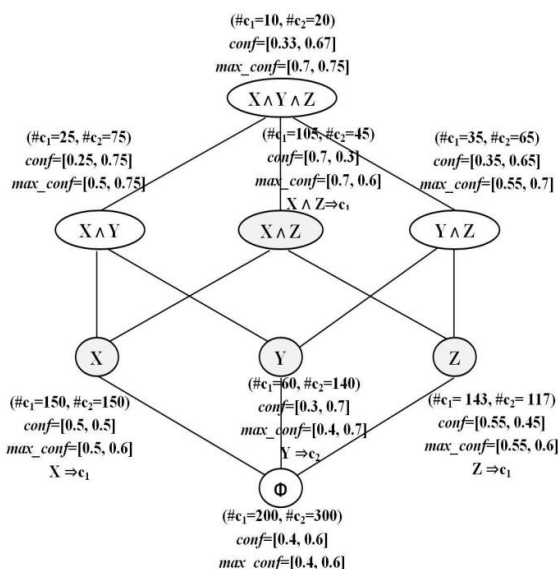 (#c₁=10, #c₂=20)
conf=[0.33, 0.67]
max_conf=[0.7, 0.75]
X∧Y∧Z
(#c₁=25, #c₂=75)
conf=[0.25, 0.75]
max_conf=[0.5, 0.75]
X∧Y
(#c₁=105, #c₂=45)
conf=[0.7, 0.3]
max_conf=[0.7, 0.6]
X∧Z⇒c₁
X∧Z
(#c₁=35, #c₂=65)
conf=[0.35, 0.65]
max_conf=[0.55, 0.7]
Y∧Z
X
(#c₁=150, #c₂=150)
conf=[0.5, 0.5]
max_conf=[0.5, 0.6]
X⇒c₁
Y
(#c₁=60, #c₂=140)
conf=[0.3, 0.7]
max_conf=[0.4, 0.7]
Y⇒c₂
Z
(#c₁= 143, #c₂= 117)
conf=[0.55, 0.45]
max_conf=[0.55, 0.6]
Z⇒c₁
Φ
(#c₁=200, #c₂=300)
conf=[0.4, 0.6]
max_conf=[0.4, 0.6]